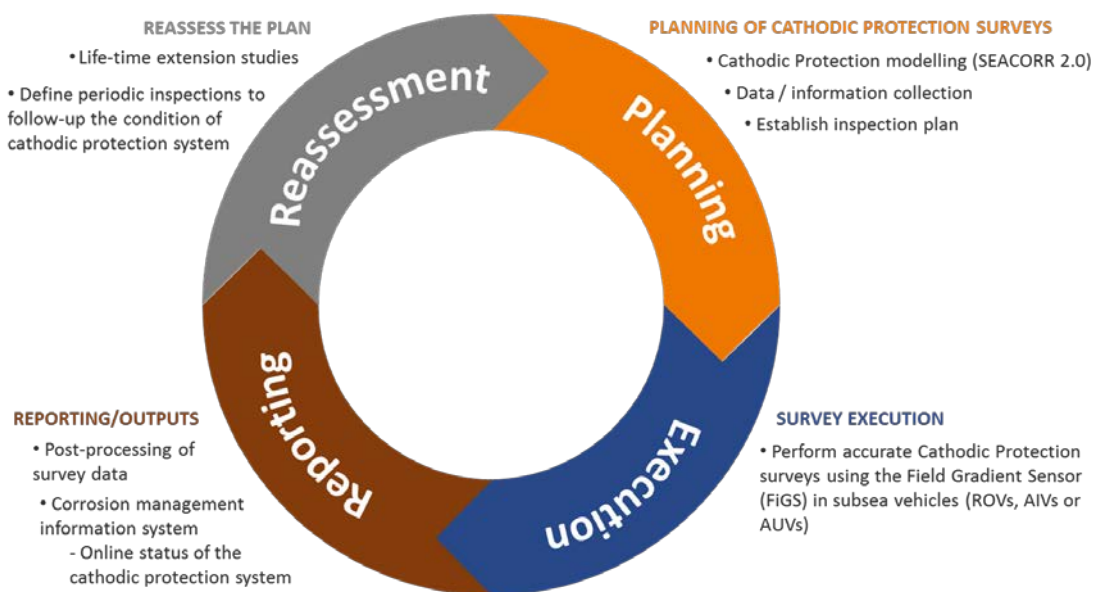 REASSESS THE PLAN
• Life-time extension studies
• Define periodic inspections to
follow-up the condition of
cathodic protection system
PLANNING OF CATHODIC PROTECTION SURVEYS
• Cathodic Protection modelling (SEACORR 2.0)
• Data / information collection
• Establish inspection plan
Reassessment
Planning
Reporting
Execution
REPORTING/OUTPUTS
• Post-processing of
survey data
• Corrosion management
information system
- Online status of the
cathodic protection system
SURVEY EXECUTION
• Perform accurate Cathodic Protection
surveys using the Field Gradient Sensor
(FiGS) in subsea vehicles (ROVs, AIVs or
AUVs)